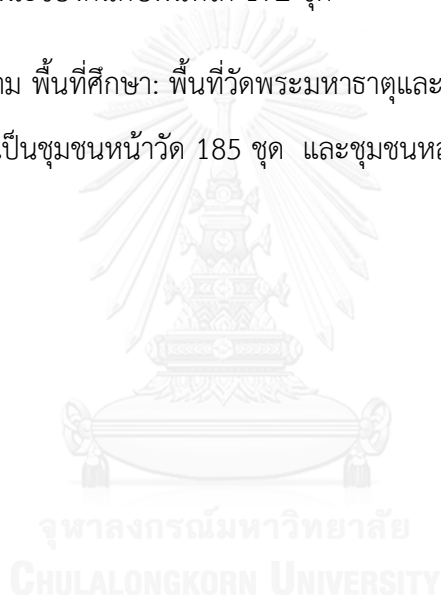 าม พื้นที่ศึกษา: พื้นที่วัดพระมหาธาตุและ
เป็นชุมชนหน้าวัด 185 ชุด และชุมชนหล
จุฬาลงกรณ์มหาวิทยาลัย
CHULALONGKORN UNIVERSITY